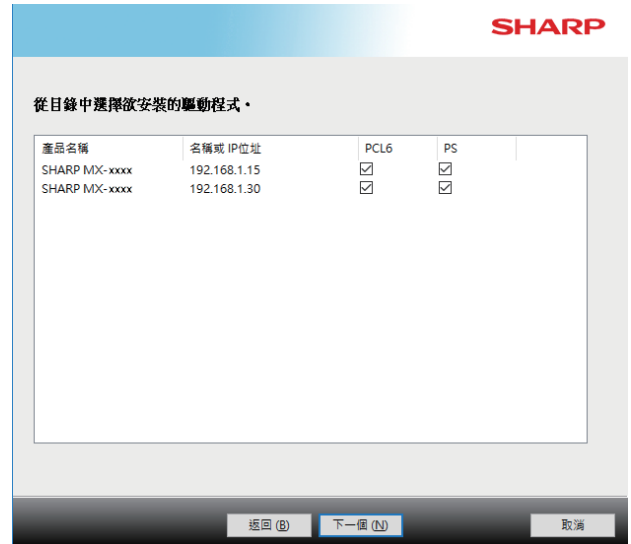 SHARP
從目錄中選擇欲安裝的驅動程式。
產品名稱 名稱或 IP位址 PCL6 PS
SHARP MX-xxxx 192.168.1.15
SHARP MX-xxxx 192.168.1.30
返回 (B) 下一個 (N) 取消